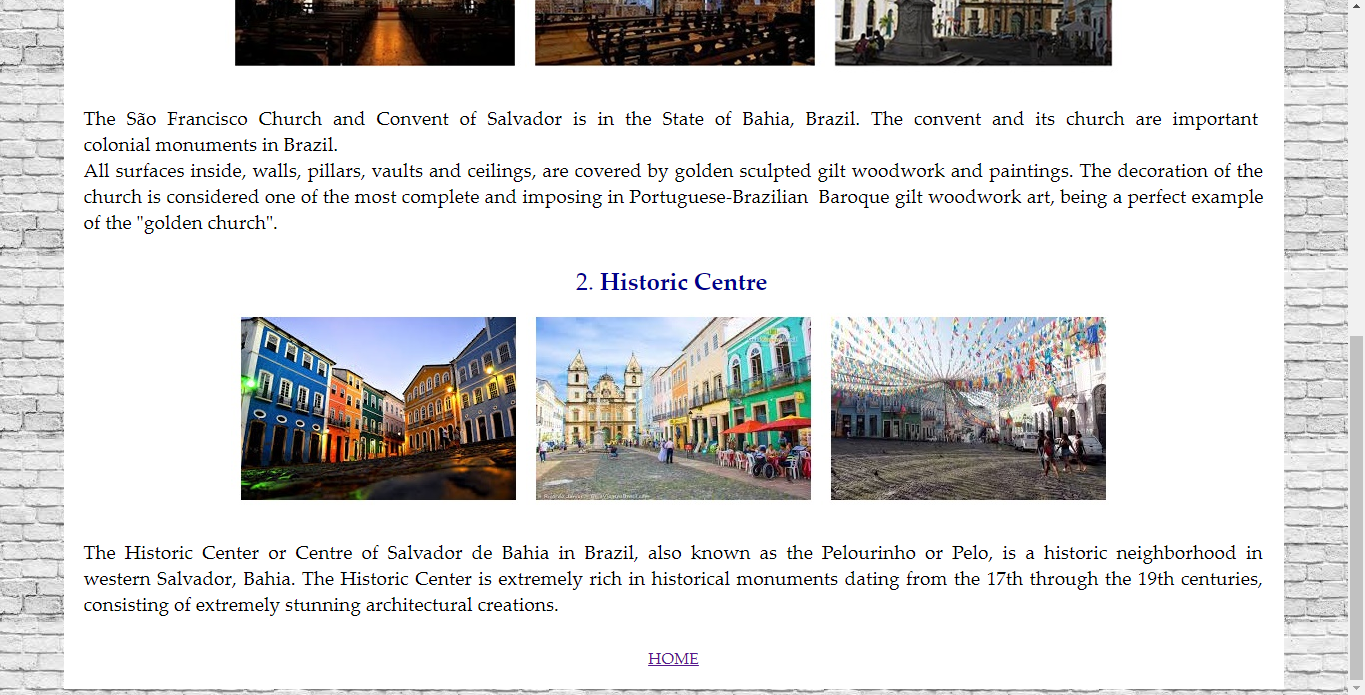 The São Francisco Church and Convent of Salvador is in the State of Bahia, Brazil. The convent and its church are important
colonial monuments in Brazil.
All surfaces inside, walls, pillars, vaults and ceilings, are covered by golden sculpted gilt woodwork and paintings. The decoration of the
church is considered one of the most complete and imposing in Portuguese-Brazilian Baroque gilt woodwork art, being a perfect example
of the "golden church".
2. Historic Centre
The Historic Center or Centre of Salvador de Bahia in Brazil, also known as the Pelourinho or Pelo, is a historic neighborhood in
western Salvador, Bahia. The Historic Center is extremely rich in historical monuments dating from the 17th through the 19th centuries,
consisting of extremely stunning architectural creations.
HOME